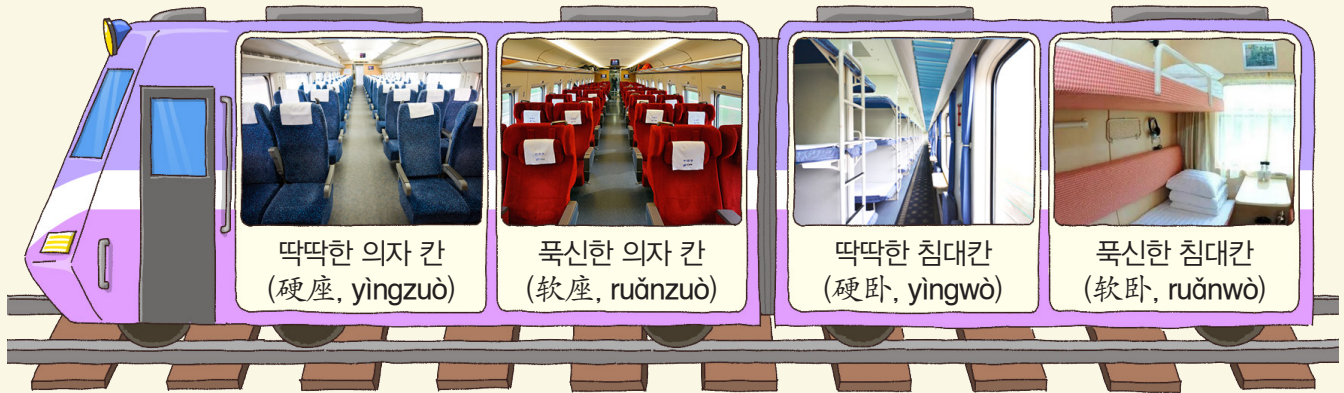 딱딱한 의자 칸
(硬座, yìngzuò)
푹신한 의자 칸
(软座, ruǎnzuò)
딱딱한 침대칸
(硬卧, yìngwò)
푹신한 침대칸
(软卧, ruǎnwò)